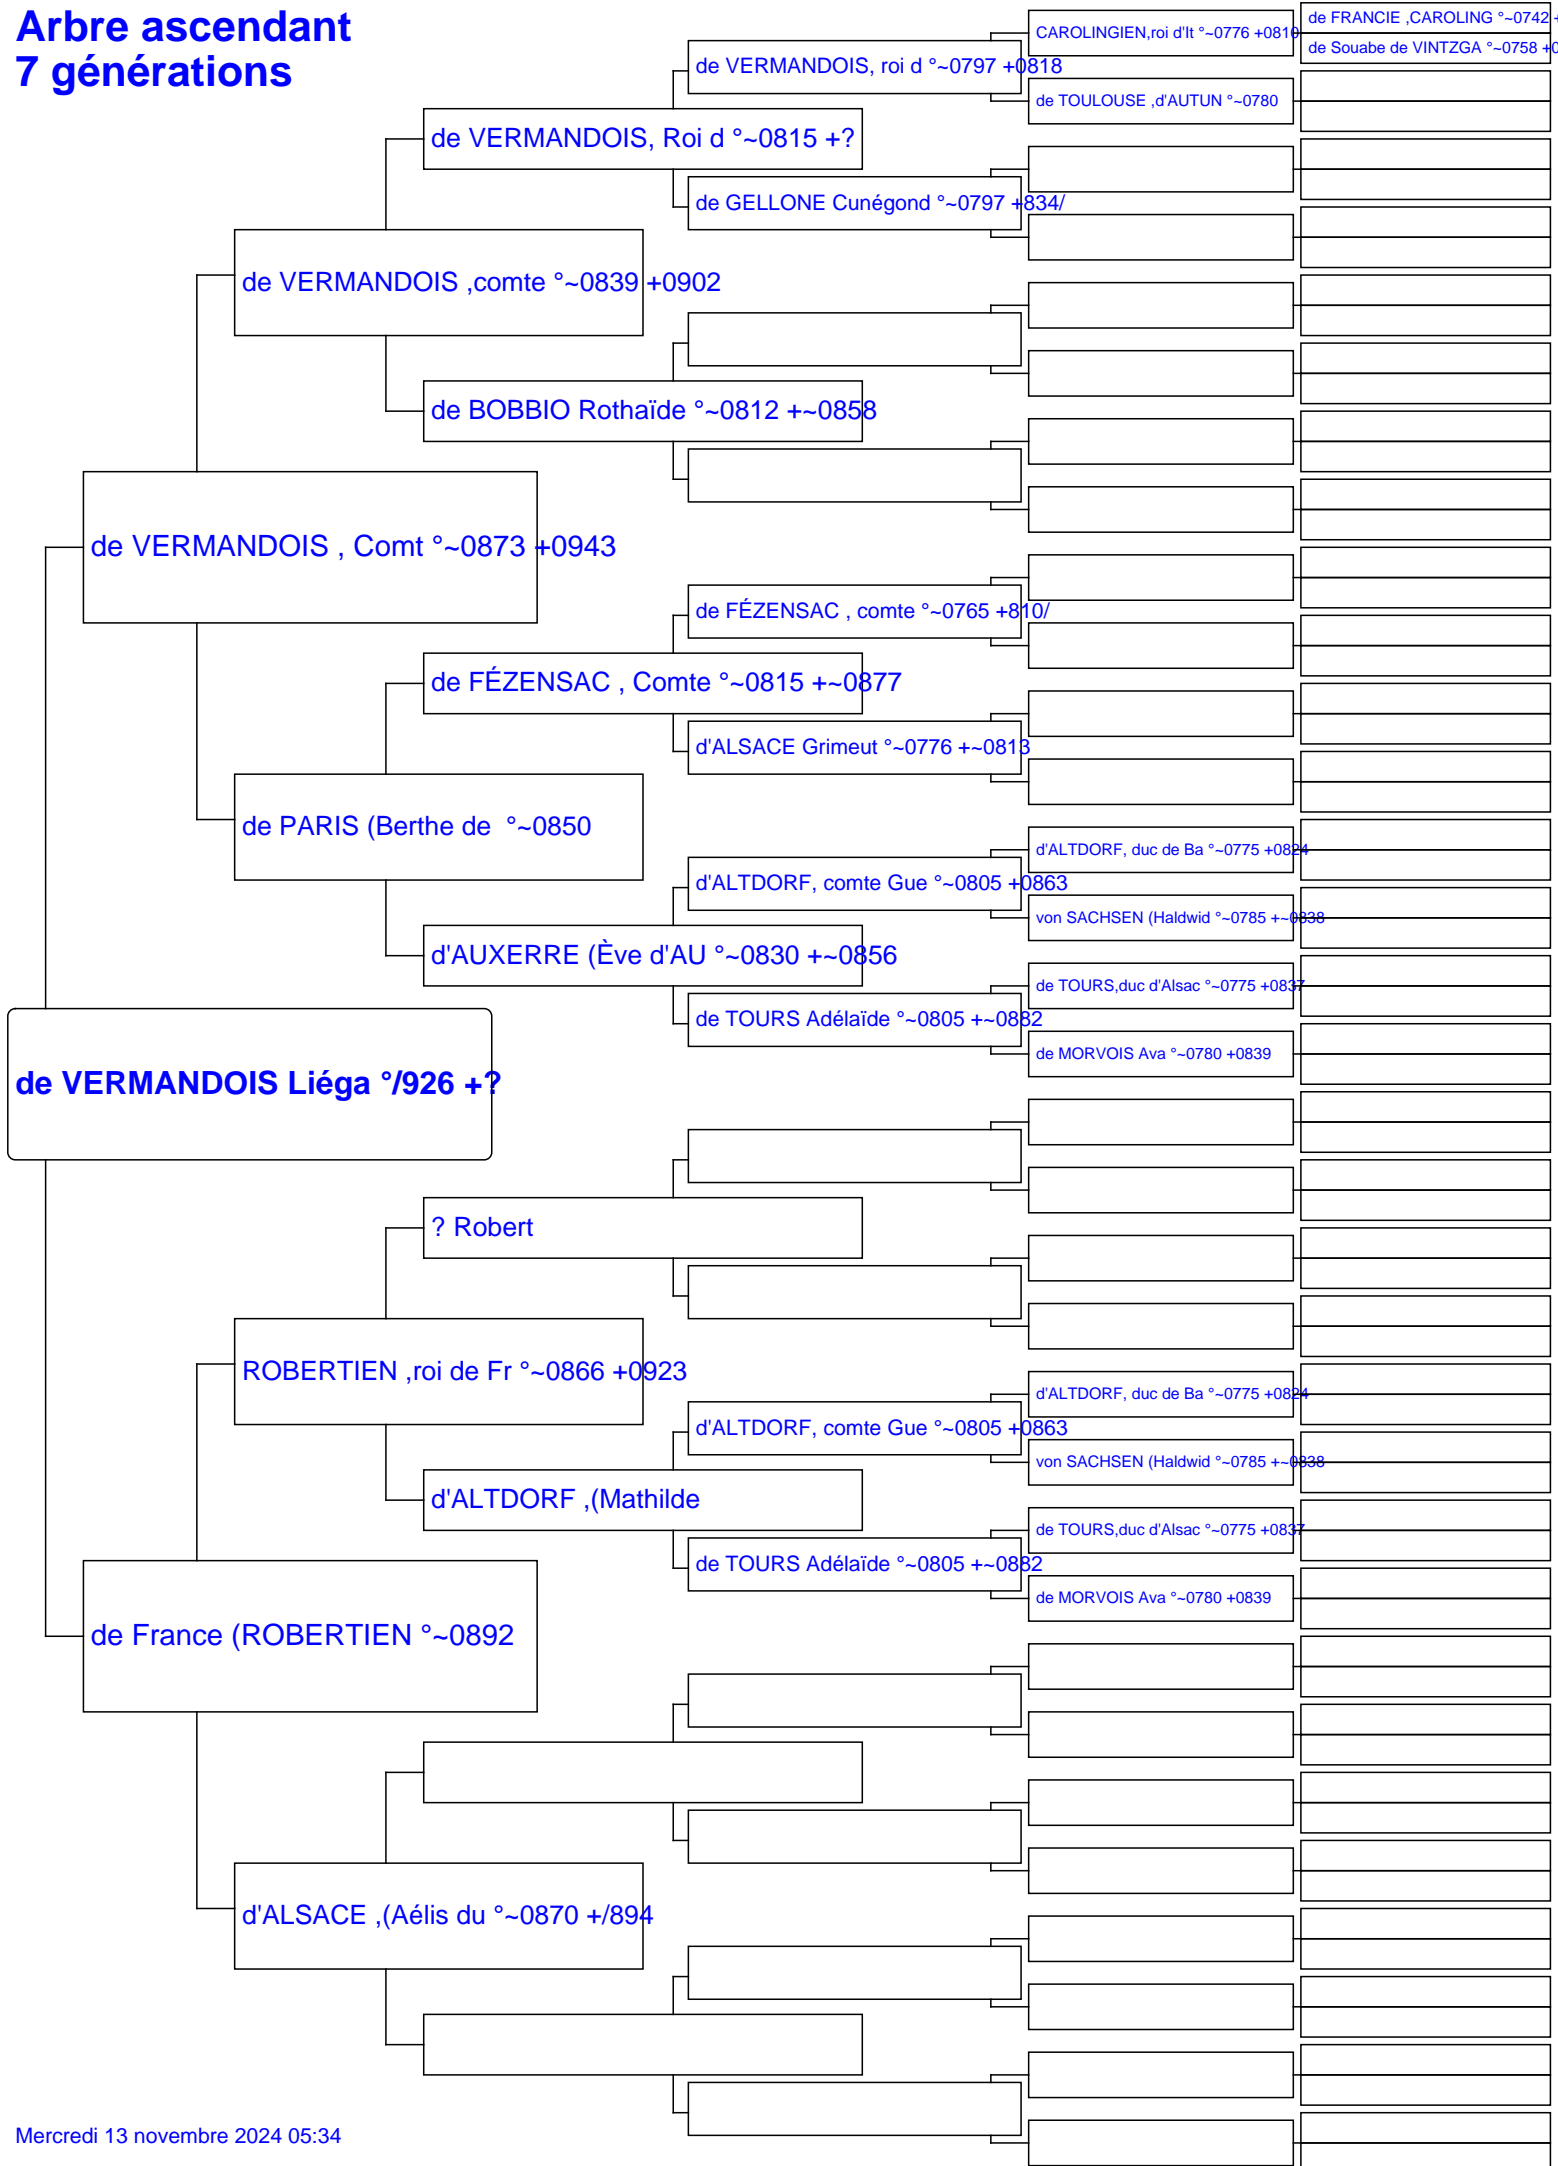 Arbre ascendant
7 générations
de FRANCIE ,CAROLING °~0742 +
CAROLINGIEN,roi d'It °~0776 +0810
de Souabe de VINTZGA °~0758 +0
de VERMANDOIS, roi d °~0797 +0818
de TOULOUSE ,d'AUTUN °~0780
de VERMANDOIS, Roi d °~0815 +?
de GELLONE Cunégond °~0797 +834/
de VERMANDOIS ,comte °~0839 +0902
de BOBBIO Rothaïde °~0812 +~0858
de VERMANDOIS , Comt °~0873 +0943
de FÉZENSAC , comte °~0765 +810/
de FÉZENSAC , Comte °~0815 +~0877
d'ALSACE Grimeut °~0776 +~0813
de PARIS (Berthe de  °~0850
d'ALTDORF, duc de Ba °~0775 +0824
d'ALTDORF, comte Gue °~0805 +0863
von SACHSEN (Haldwid °~0785 +~0838
d'AUXERRE (Ève d'AU °~0830 +~0856
de TOURS,duc d'Alsac °~0775 +0837
de TOURS Adélaïde °~0805 +~0882
de MORVOIS Ava °~0780 +0839
de VERMANDOIS Liéga °/926 +?
? Robert
ROBERTIEN ,roi de Fr °~0866 +0923
d'ALTDORF, duc de Ba °~0775 +0824
d'ALTDORF, comte Gue °~0805 +0863
von SACHSEN (Haldwid °~0785 +~0838
d'ALTDORF ,(Mathilde
de TOURS,duc d'Alsac °~0775 +0837
de TOURS Adélaïde °~0805 +~0882
de MORVOIS Ava °~0780 +0839
de France (ROBERTIEN °~0892
d'ALSACE ,(Aélis du °~0870 +/894
Mercredi 13 novembre 2024 05:34